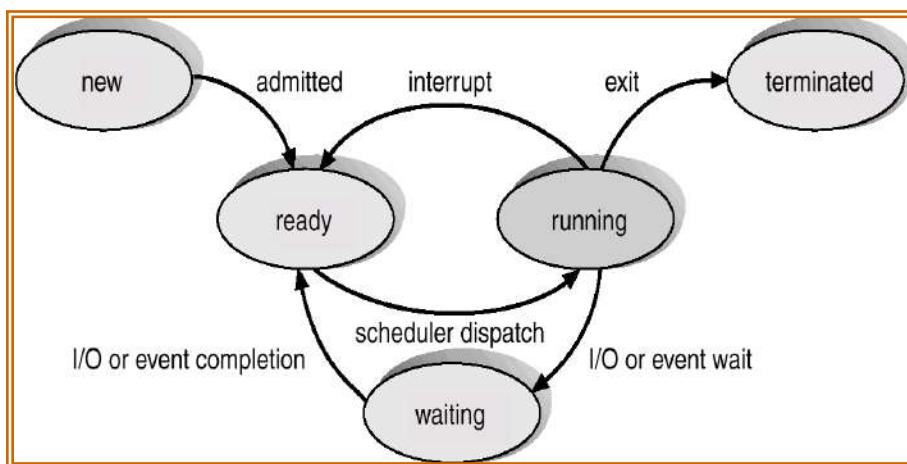 new
admitted
interrupt
exit
terminated
ready
running
scheduler dispatch
I/O or event completion
I/O or event wait
waiting